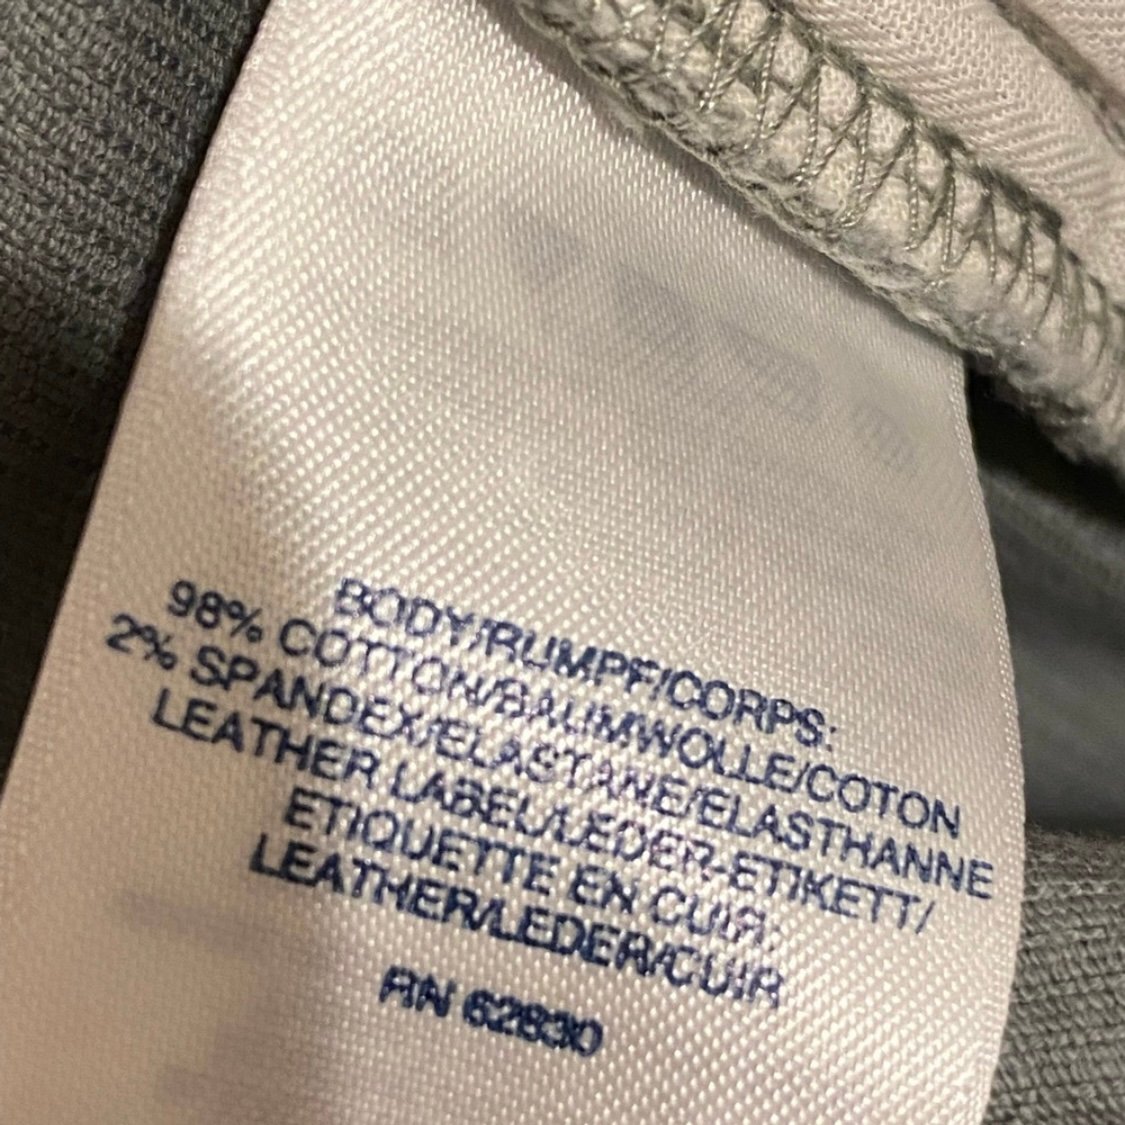 BODY/RUMPF/CORPS:
98% COTTON/BAUMWOLLE/COTON
2% SPANDEX/ELASTANE/ELASTHANNE
LEATHER LABEL/LEDER-ETIKETT/
ETIQUETTE EN CUIR:
LEATHER/LEDER/CUIR
RN 62830